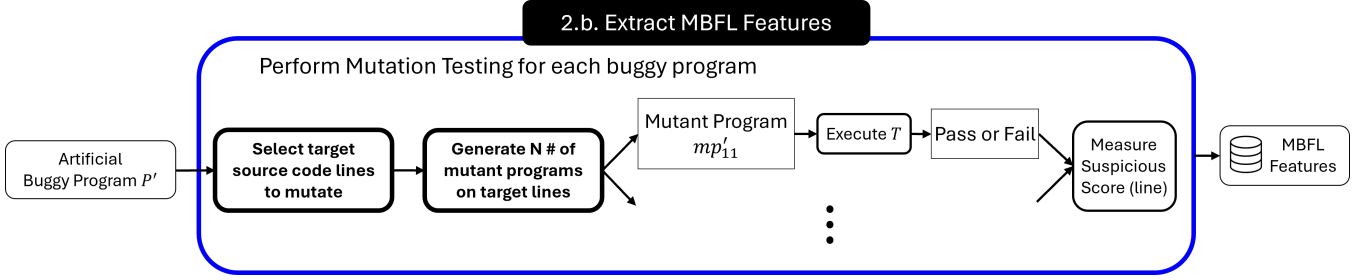 2.b. Extract MBFL Features
Perform Mutation Testing for each buggy program
Artificial
Buggy Program P′
Select target
source code lines
to mutate
Generate N # of
mutant programs
on target lines
Mutant Program
mp′₁₁
Execute T
Pass or Fail
Measure
Suspicious
Score (line)
MBFL
Features